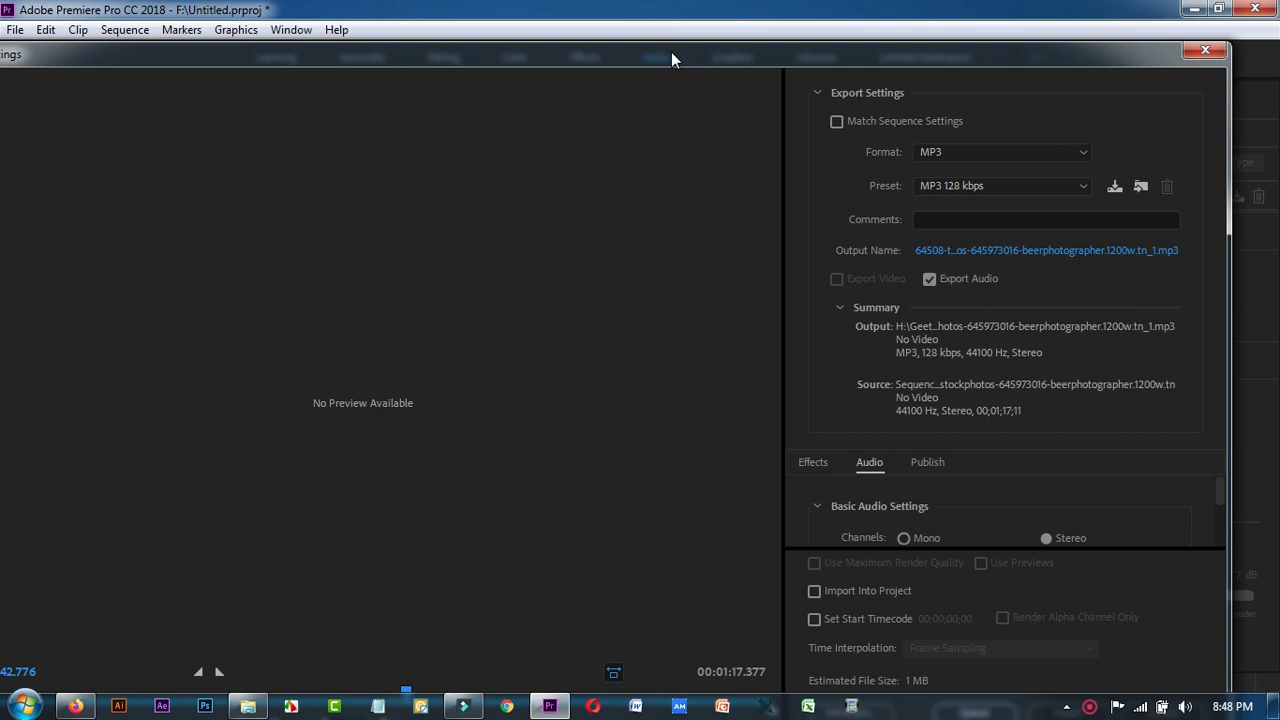 Adobe Premiere Pro CC 2018 - F:\Untitled.prproj *
File Edit Clip Sequence Markers Graphics Window Help
ings
Export Settings
Match Sequence Settings
Format: MP3
Preset: MP3 128 kbps
Type
Comments:
Output Name: 64508-t...os-645973016-beerphotographer.1200w.tn_1.mp3
Export Video Export Audio
Summary
Output: H:\Geet...hotos-645973016-beerphotographer.1200w.tn_1.mp3
No Video
MP3, 128 kbps, 44100 Hz, Stereo
Source: Sequenc...stockphotos-645973016-beerphotographer.1200w.tn
No Video
44100 Hz, Stereo, 00;01;17;11
No Preview Available
Effects Audio Publish
Basic Audio Settings
Channels: Mono Stereo
Use Maximum Render Quality Use Previews
7 dB
Import Into Project
Set Start Timecode 00;00;00;00 Render Alpha Channel Only
Time Interpolation: Frame Sampling
42.776 00:01:17.377
Estimated File Size: 1 MB
8:48 PM